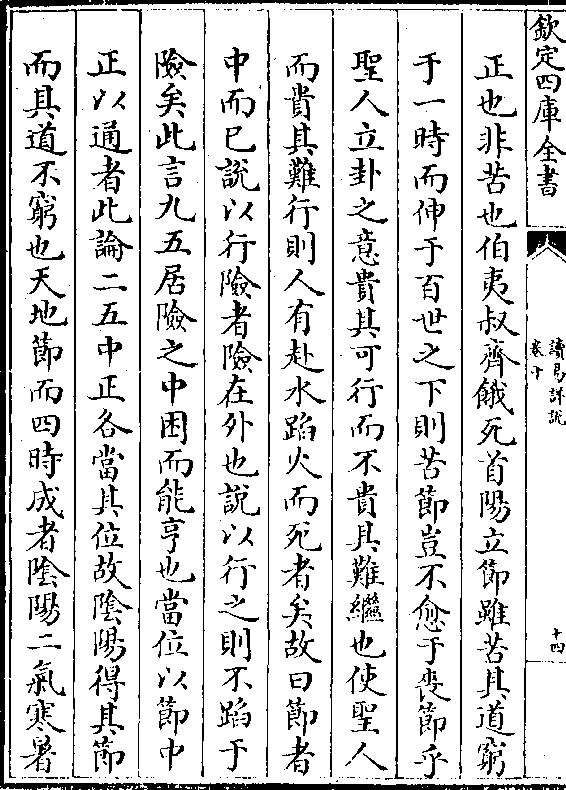 欽定四庫全書
讀易詳說
卷十
十四
正也非苦也伯夷叔齊餓死首陽立節雖苦其道窮
于一時而伸于百世之下則苦節豈不愈于喪節乎
聖人立卦之意貴其可行而不貴其難繼也使聖人
而貴其難行則人有赴水蹈火而死者矣故曰節者
中而已說以行險者險在外也說以行之則不蹈于
險矣此言九五居險之中困而能亨也當位以節中
正以通者此論二五中正各當其位故陰陽得其節
而其道不窮也天地節而四時成者陰陽二氣寒暑